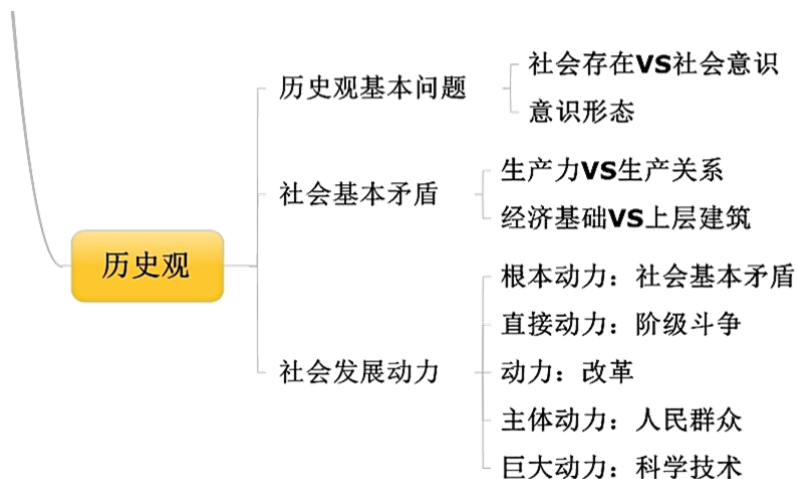 社会存在VS社会意识
历史观基本问题
意识形态
生产力VS生产关系
社会基本矛盾
经济基础VS上层建筑
历史观
根本动力：社会基本矛盾
直接动力：阶级斗争
社会发展动力
动力：改革
主体动力：人民群众
巨大动力：科学技术